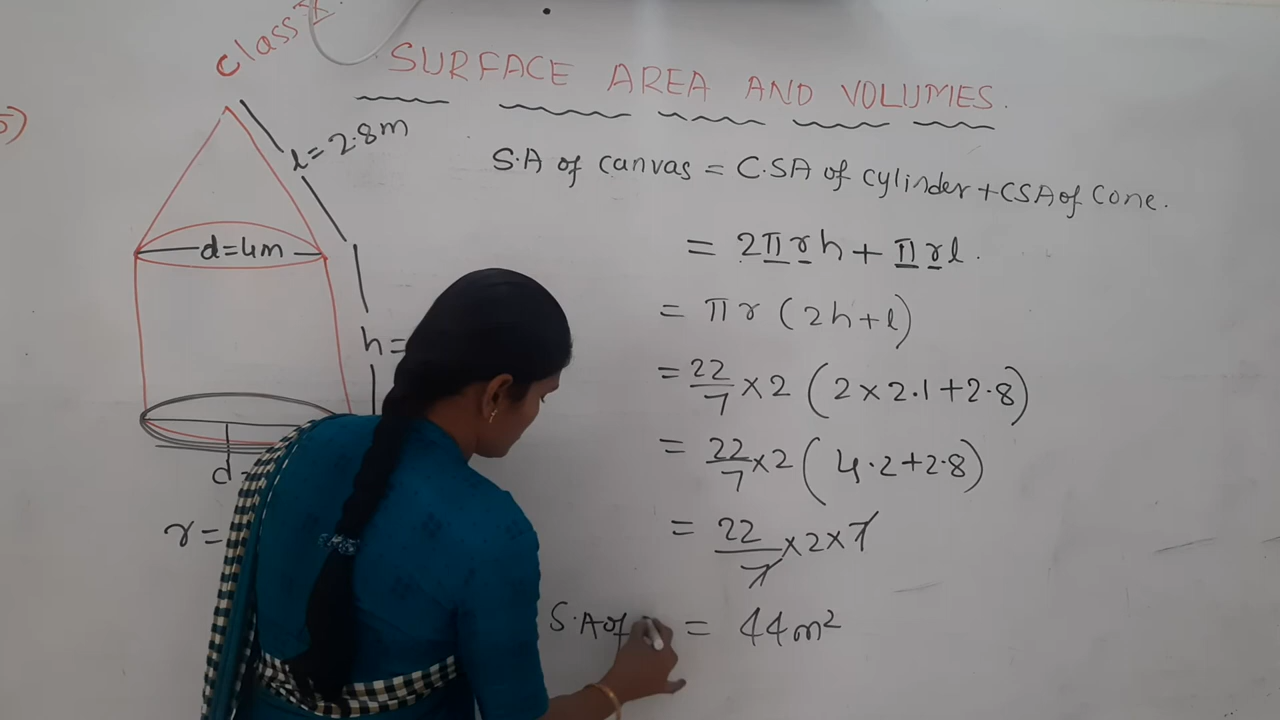 class X
SURFACE AREA AND VOLUMES.
5)
l = 2.8m
d=4m
h=
d-
r=
S.A of canvas = C.SA of cylinder + CSA of Cone.
= 2πrh + πrl.
= πr (2h+l)
= 22/7 × 2 (2 × 2.1 + 2.8)
= 22/7 × 2 (4.2 + 2.8)
= 22/7 × 2 × 7
S.A of = 44m²